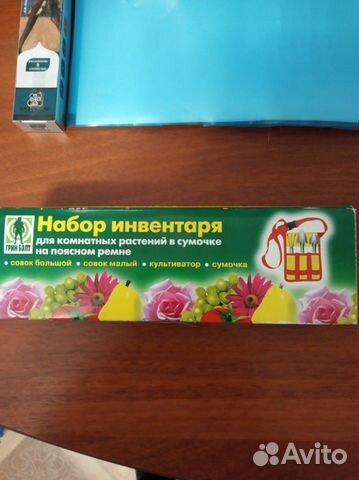 ГРИН БЭЛТ
Набор инвентаря
для комнатных растений в сумочке
на поясном ремне
• совок большой • совок малый • культиватор • сумочка
Avito